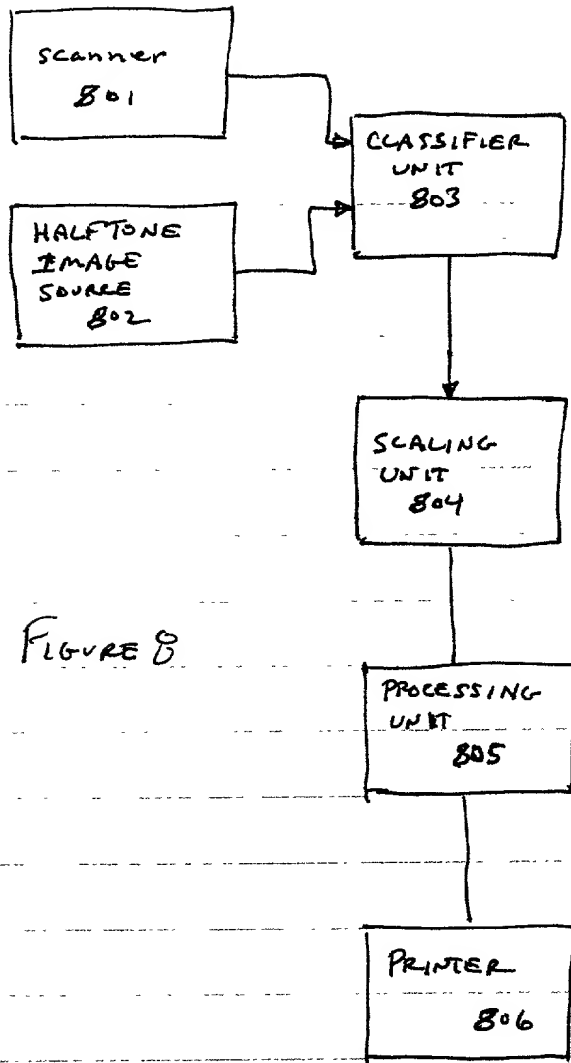 scanner
801
HALFTONE
IMAGE
SOURCE
802
CLASSIFIER
UNIT
803
SCALING
UNIT
804
FIGURE 8
PROCESSING
UNIT
805
PRINTER
806